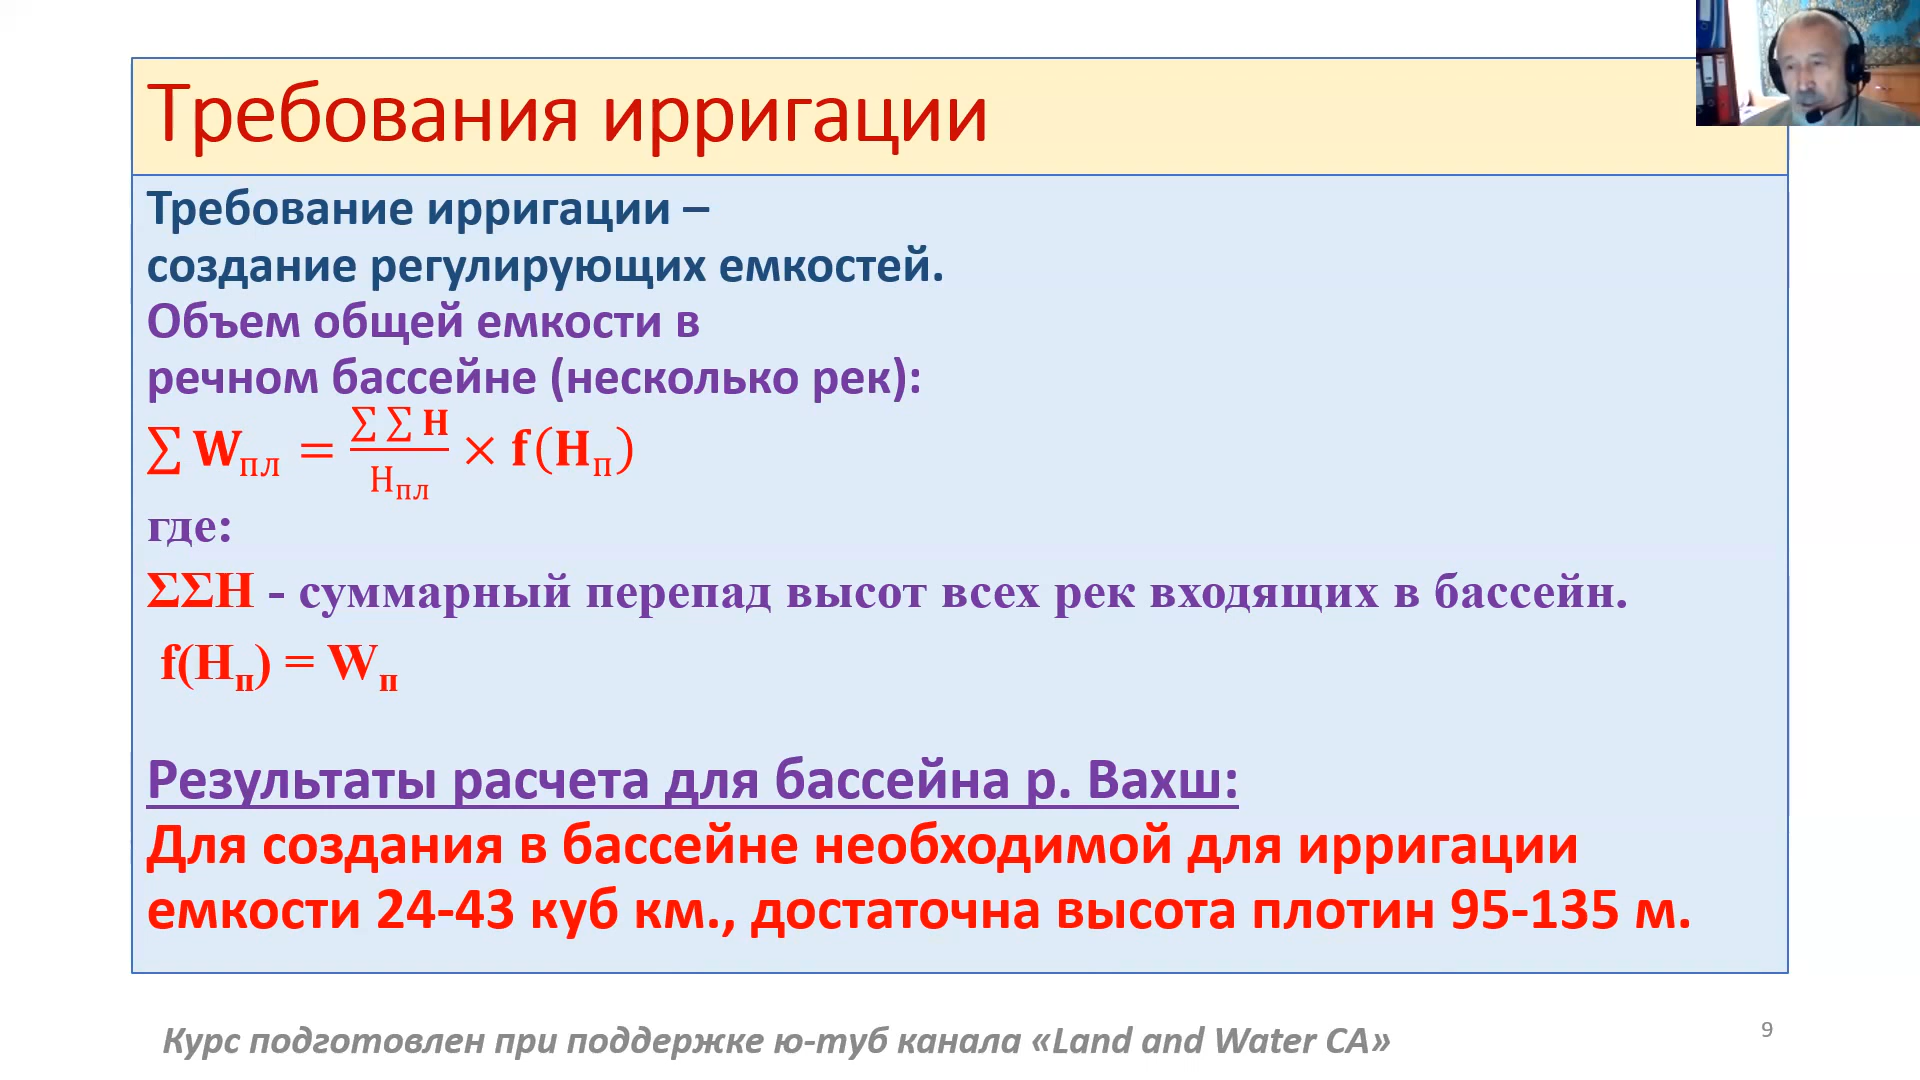 Требования ирригации
Требование ирригации –
создание регулирующих емкостей.
Объем общей емкости в
речном бассейне (несколько рек):
∑ Wпл = ∑ ∑ H / Hпл × f(Hп)
где:
ΣΣH - суммарный перепад высот всех рек входящих в бассейн.
f(Hп) = Wп
Результаты расчета для бассейна р. Вахш:
Для создания в бассейне необходимой для ирригации
емкости 24-43 куб км., достаточна высота плотин 95-135 м.
Курс подготовлен при поддержке ю-туб канала «Land and Water CA»
9